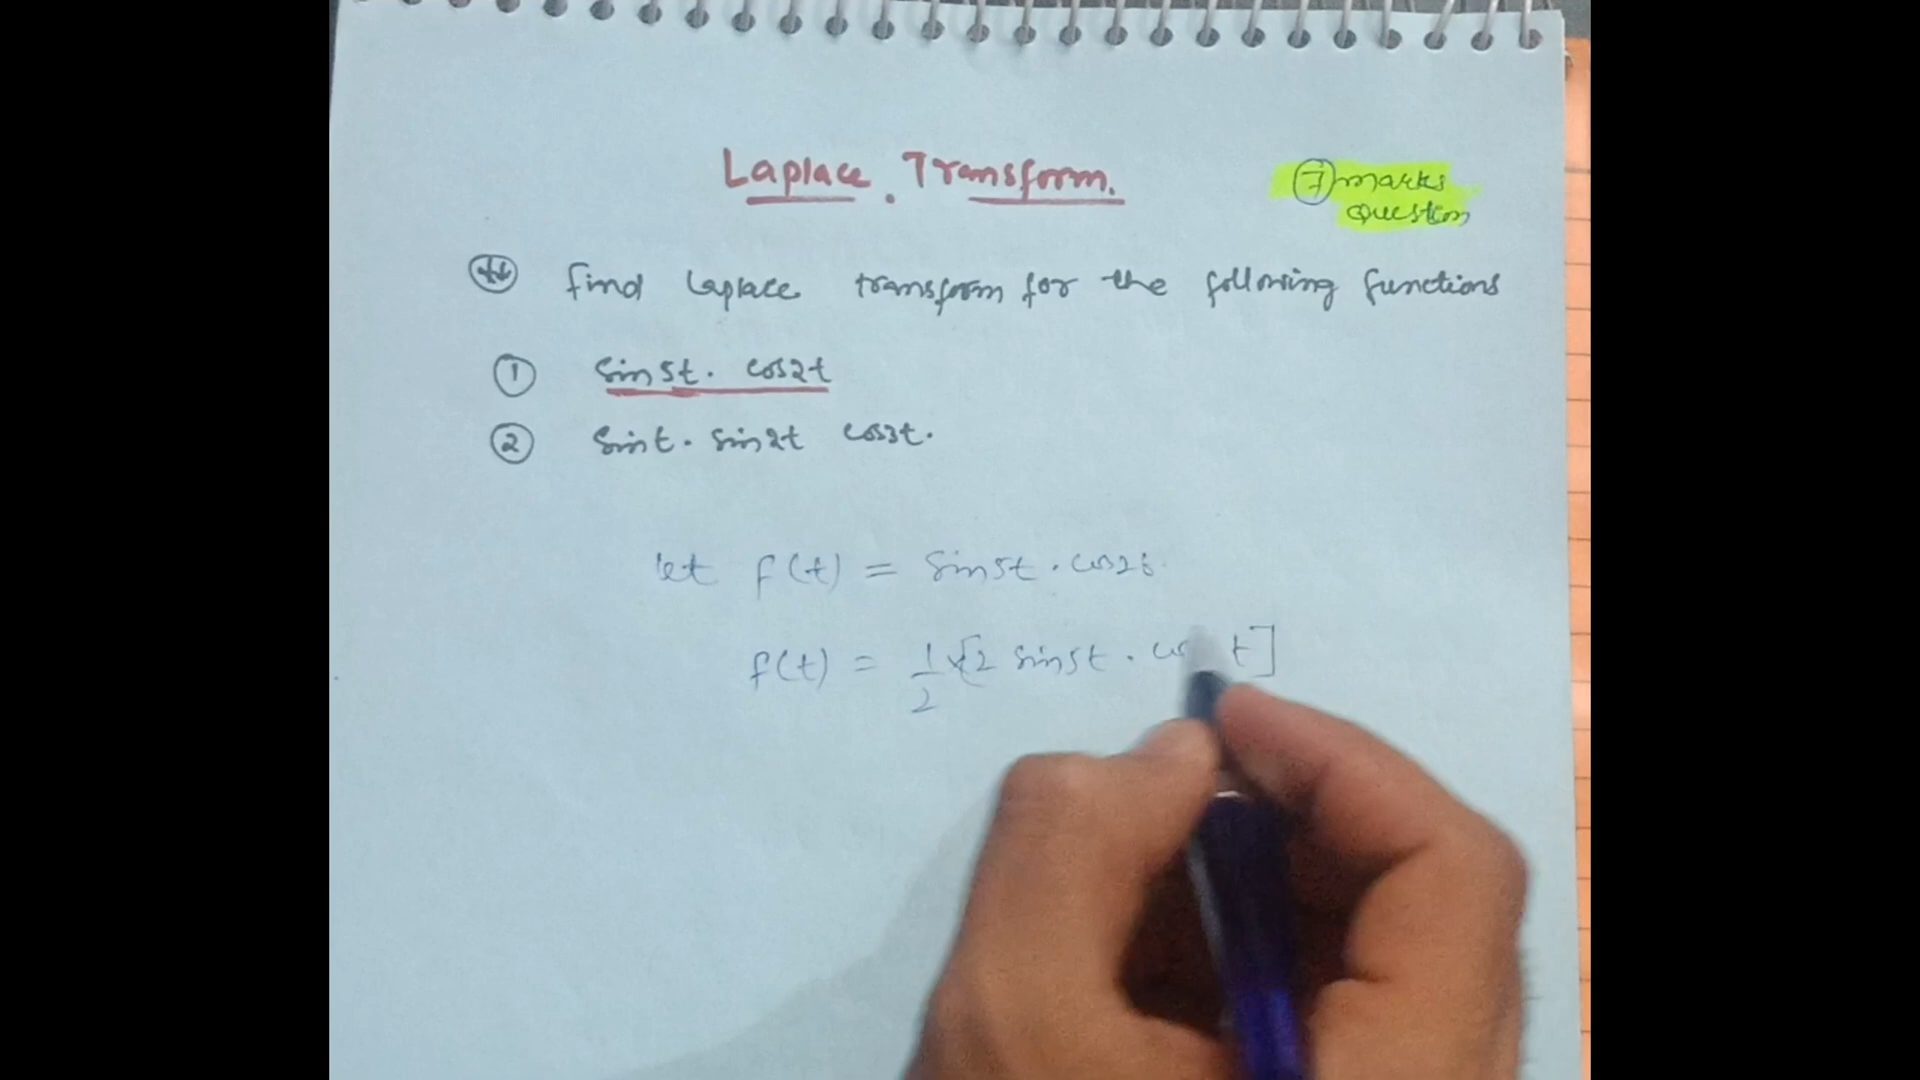 Laplace. Transform.
7 marks
question
Find Laplace transform for the following functions
1 sin5t. cos2t
2 sint. sin2t cos3t.
let f(t) = sin5t. cos2t
f(t) = 1/2 [2 sin5t. t]